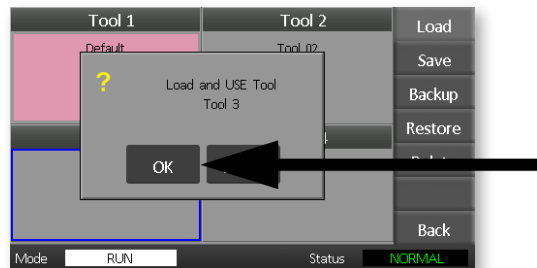 Tool 1
Tool 2
Load
Default
Tool 02
Save
?
Load and USE Tool
Tool 3
Backup
Restore
4
OK
Back
Mode
RUN
Status
NORMAL